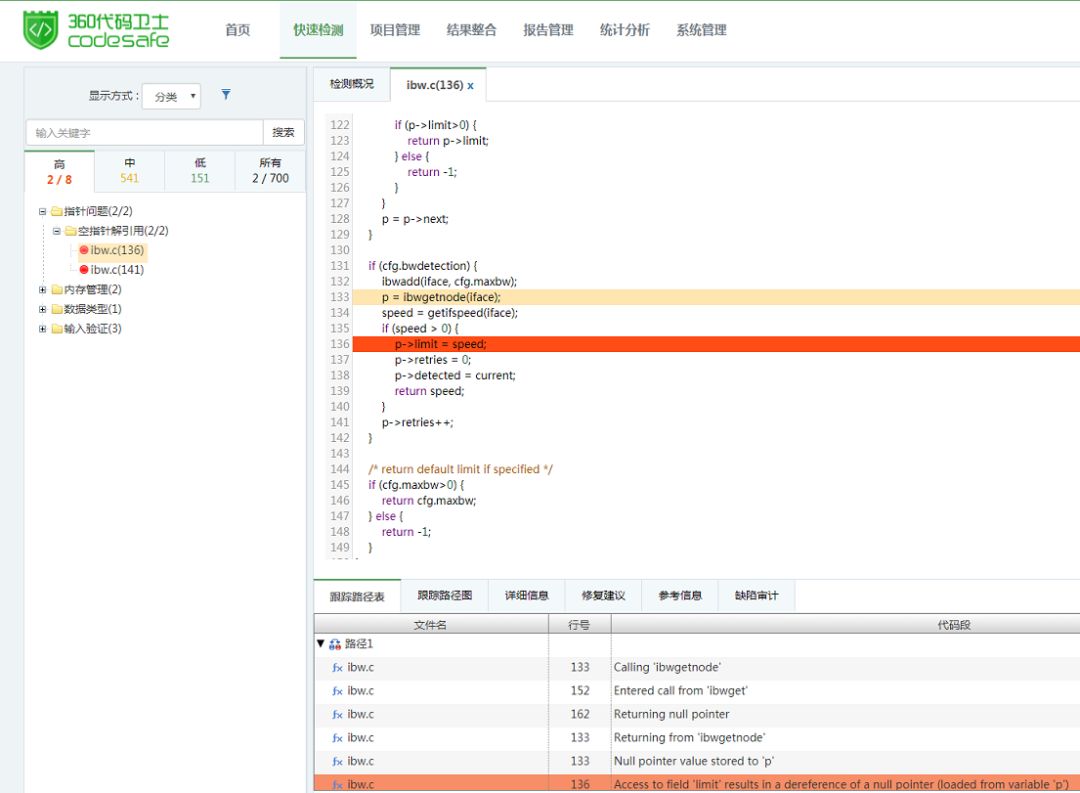 360代码卫士
codesafe
首页 快速检测 项目管理 结果整合 报告管理 统计分析 系统管理
显示方式： 分类
输入关键字 搜索
高 中 低 所有
2 / 8 541 151 2 / 700
指针问题(2/2)
空指针解引用(2/2)
ibw.c(136)
ibw.c(141)
内存管理(2)
数据类型(1)
输入验证(3)
检测概况 ibw.c(136) x
122 if (p->limit>0) {
123 return p->limit;
124 } else {
125 return -1;
126 }
127 }
128 p = p->next;
129 }
130
131 if (cfg.bwdetection) {
132 ibwadd(iface, cfg.maxbw);
133 p = ibwgetnode(iface);
134 speed = getifspeed(iface);
135 if (speed > 0) {
136 p->limit = speed;
137 p->retries = 0;
138 p->detected = current;
139 return speed;
140 }
141 p->retries++;
142 }
143
144 /* return default limit if specified */
145 if (cfg.maxbw>0) {
146 return cfg.maxbw;
147 } else {
148 return -1;
149 }
跟踪路径表 跟踪路径图 详细信息 修复建议 参考信息 缺陷审计
文件名 行号 代码段
路径1
fx ibw.c 133 Calling 'ibwgetnode'
fx ibw.c 152 Entered call from 'ibwget'
fx ibw.c 162 Returning null pointer
fx ibw.c 133 Returning from 'ibwgetnode'
fx ibw.c 133 Null pointer value stored to 'p'
fx ibw.c 136 Access to field 'limit' results in a dereference of a null pointer (loaded from variable 'p')